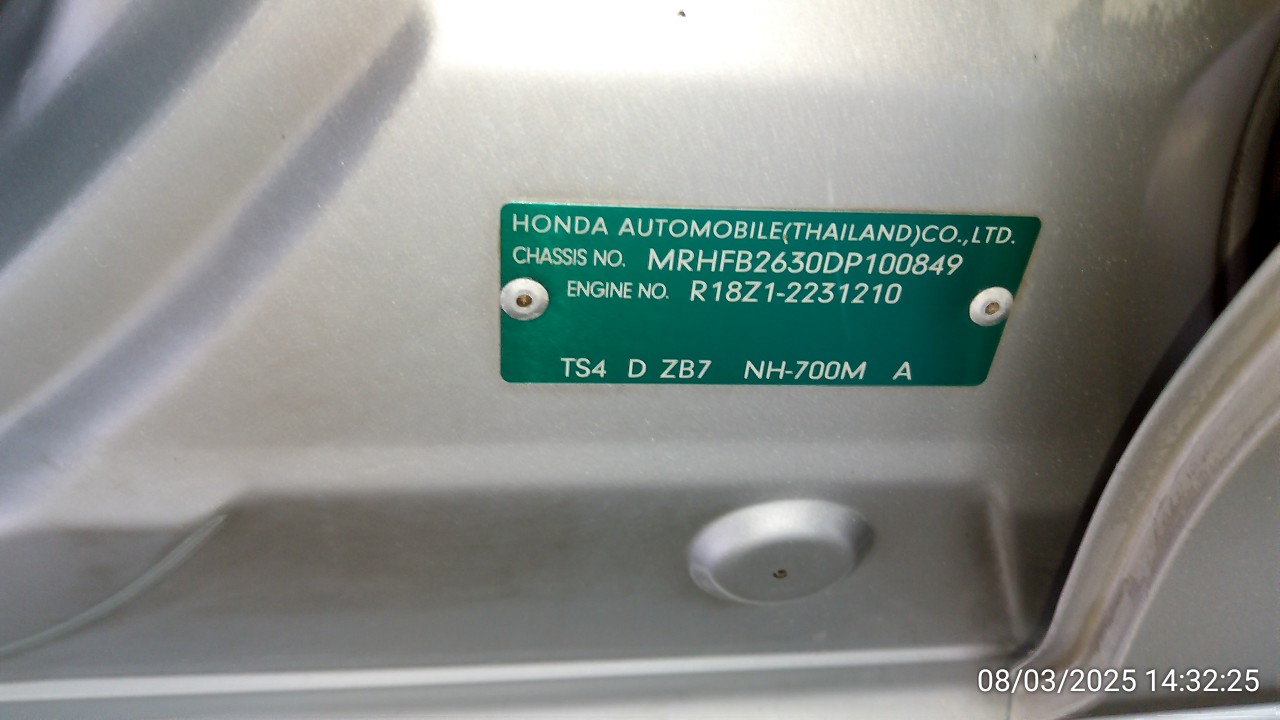 HONDA AUTOMOBILE(THAILAND)CO.,LTD.
CHASSIS NO. MRHFB2630DP100849
ENGINE NO. R18Z1-2231210
TS4 D ZB7 NH-700M A
08/03/2025 14:32:25